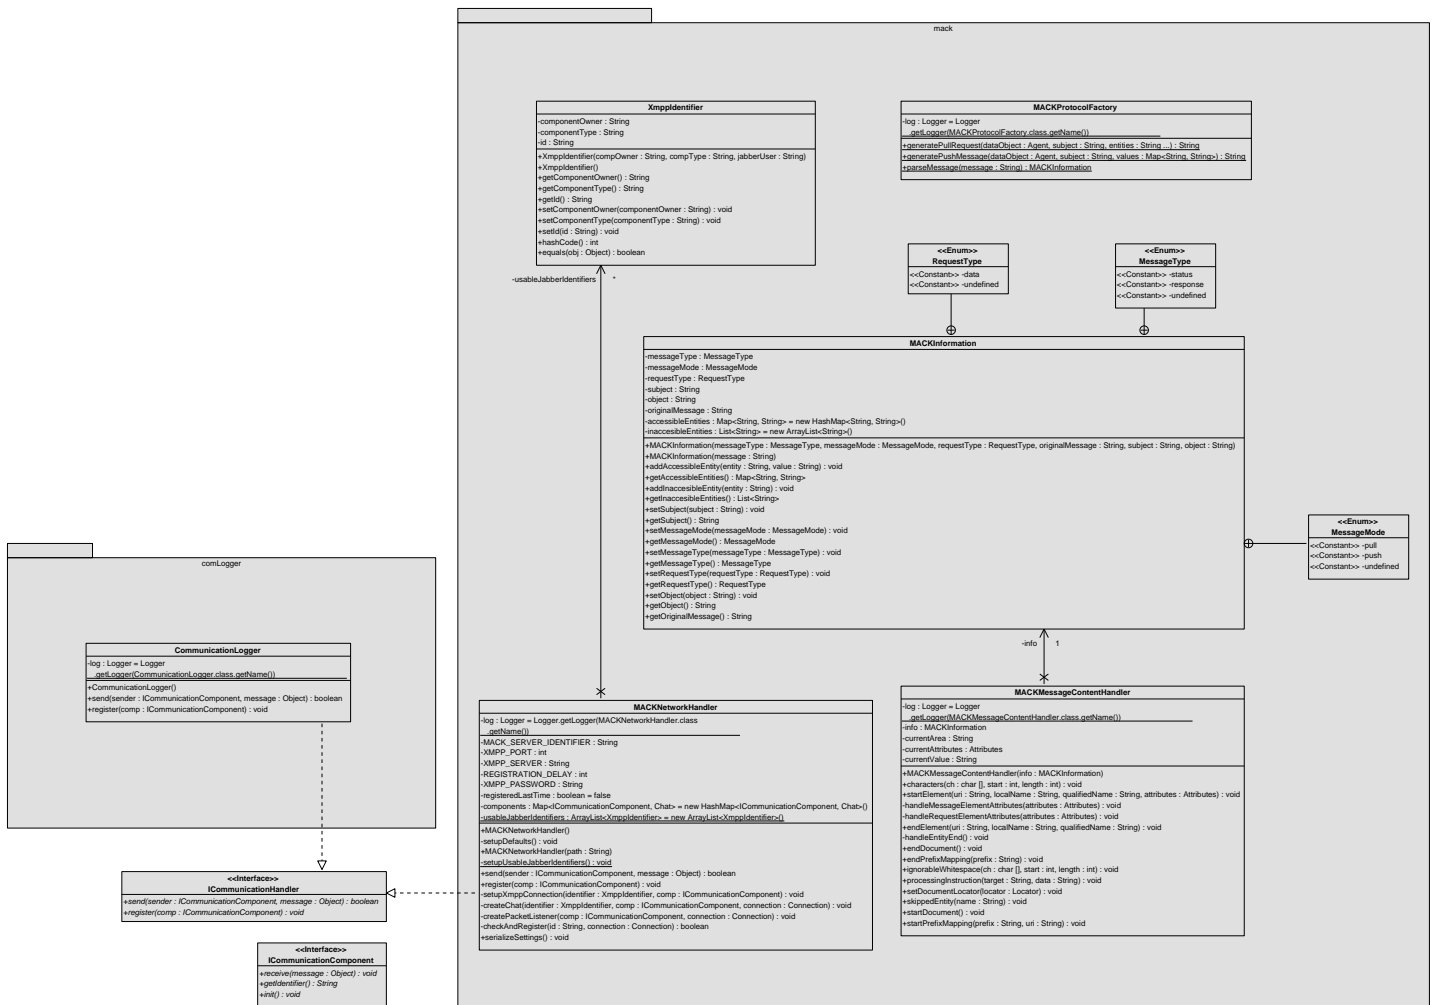 mack
XmppIdentifier
-componentOwner : String
-componentType : String
-id : String
+XmppIdentifier(compOwner : String, compType : String, jabberUser : String)
+XmppIdentifier()
+getComponentOwner() : String
+getComponentType() : String
+getId() : String
+setComponentOwner(componentOwner : String) : void
+setComponentType(componentType : String) : void
+setId(id : String) : void
+hashCode() : int
+equals(obj : Object) : boolean
MACKProtocolFactory
-log : Logger = Logger
.getLogger(MACKProtocolFactory.class.getName())
+generatePullRequest(dataObject : Agent, subject : String, entities : String ...) : String
+generatePushMessage(dataObject : Agent, subject : String, values : Map<String, String>) : String
+parseMessage(message : String) : MACKInformation
-usableJabberIdentifiers *
<<Enum>>
RequestType
<<Constant>> -data
<<Constant>> -undefined
<<Enum>>
MessageType
<<Constant>> -status
<<Constant>> -response
<<Constant>> -undefined
MACKInformation
-messageType : MessageType
-messageMode : MessageMode
-requestType : RequestType
-subject : String
-object : String
-originalMessage : String
-accessibleEntities : Map<String, String> = new HashMap<String, String>()
-inaccesibleEntities : List<String> = new ArrayList<String>()
+MACKInformation(messageType : MessageType, messageMode : MessageMode, requestType : RequestType, originalMessage : String, subject : String, object : String)
+MACKInformation(message : String)
+addAccessibleEntity(entity : String, value : String) : void
+getAccessibleEntities() : Map<String, String>
+addInaccesibleEntity(entity : String) : void
+getInaccesibleEntities() : List<String>
+setSubject(subject : String) : void
+getSubject() : String
+setMessageMode(messageMode : MessageMode) : void
+getMessageMode() : MessageMode
+setMessageType(messageType : MessageType) : void
+getMessageType() : MessageType
+setRequestType(requestType : RequestType) : void
+getRequestType() : RequestType
+setObject(object : String) : void
+getObject() : String
+getOriginalMessage() : String
<<Enum>>
MessageMode
<<Constant>> -pull
<<Constant>> -push
<<Constant>> -undefined
comLogger
CommunicationLogger
-log : Logger = Logger
.getLogger(CommunicationLogger.class.getName())
+CommunicationLogger()
+send(sender : ICommunicationComponent, message : Object) : boolean
+register(comp : ICommunicationComponent) : void
-info 1
MACKNetworkHandler
-log : Logger = Logger.getLogger(MACKNetworkHandler.class
.getName())
-MACK_SERVER_IDENTIFIER : String
-XMPP_PORT : int
-XMPP_SERVER : String
-REGISTRATION_DELAY : int
-XMPP_PASSWORD : String
-registeredLastTime : boolean = false
-components : Map<ICommunicationComponent, Chat> = new HashMap<ICommunicationComponent, Chat>()
-usableJabberIdentifiers : ArrayList<XmppIdentifier> = new ArrayList<XmppIdentifier>()
+MACKNetworkHandler()
-setupDefaults() : void
+MACKNetworkHandler(path : String)
-setupUsableJabberIdentifiers() : void
+send(sender : ICommunicationComponent, message : Object) : boolean
+register(comp : ICommunicationComponent) : void
-setupXmppConnection(identifier : XmppIdentifier, comp : ICommunicationComponent) : void
-createChat(identifier : XmppIdentifier, comp : ICommunicationComponent, connection : Connection) : void
-createPacketListener(comp : ICommunicationComponent, connection : Connection) : void
-checkAndRegister(id : String, connection : Connection) : boolean
+serializeSettings() : void
MACKMessageContentHandler
-log : Logger = Logger
.getLogger(MACKMessageContentHandler.class.getName())
-info : MACKInformation
-currentArea : String
-currentAttributes : Attributes
-currentValue : String
+MACKMessageContentHandler(info : MACKInformation)
+characters(ch : char [], start : int, length : int) : void
+startElement(uri : String, localName : String, qualifiedName : String, attributes : Attributes) : void
-handleMessageElementAttributes(attributes : Attributes) : void
-handleRequestElementAttributes(attributes : Attributes) : void
+endElement(uri : String, localName : String, qualifiedName : String) : void
-handleEntityEnd() : void
+endDocument() : void
+endPrefixMapping(prefix : String) : void
+ignorableWhitespace(ch : char [], start : int, length : int) : void
+processingInstruction(target : String, data : String) : void
+setDocumentLocator(locator : Locator) : void
+skippedEntity(name : String) : void
+startDocument() : void
+startPrefixMapping(prefix : String, uri : String) : void
<<Interface>>
ICommunicationHandler
+send(sender : ICommunicationComponent, message : Object) : boolean
+register(comp : ICommunicationComponent) : void
<<Interface>>
ICommunicationComponent
+receive(message : Object) : void
+getIdentifier() : String
+init() : void